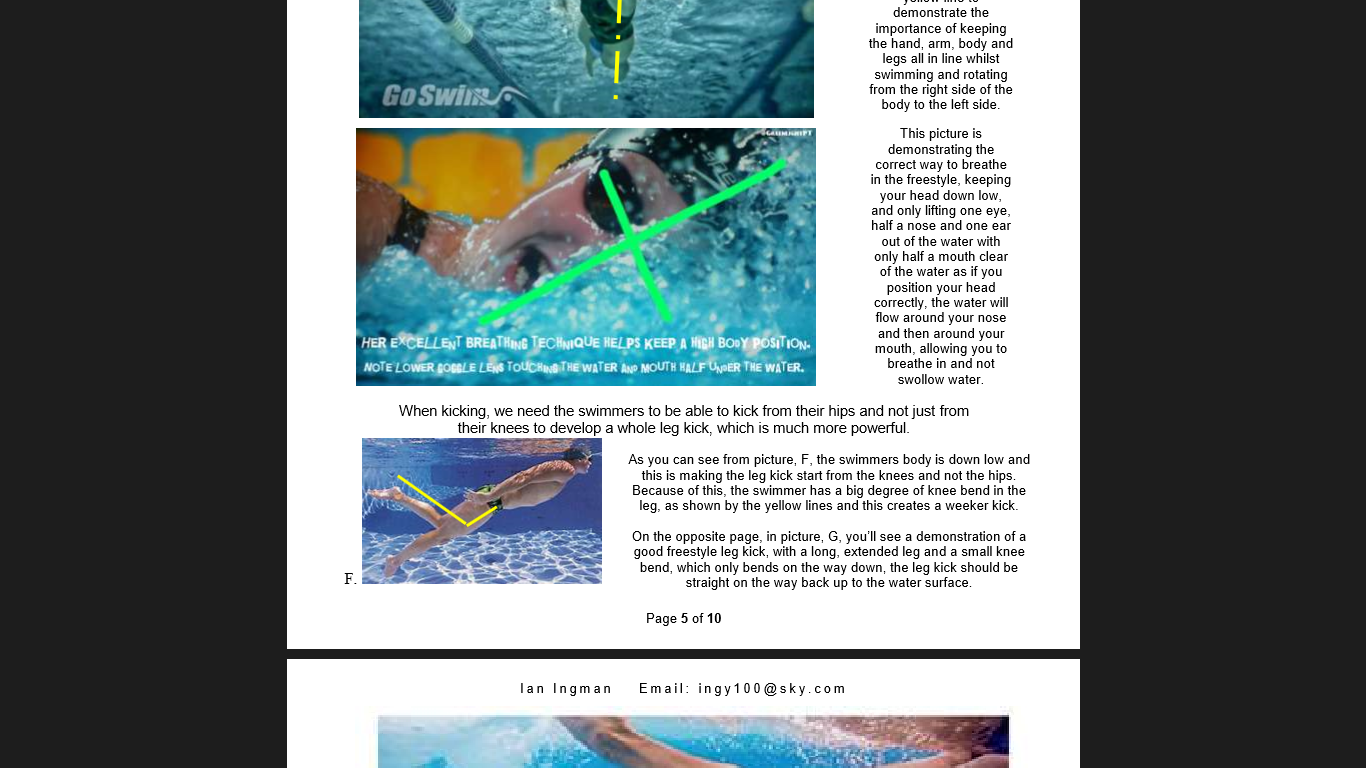 demonstrate the
importance of keeping
the hand, arm, body and
legs all in line whilst
swimming and rotating
from the right side of the
body to the left side.
Go Swim
This picture is
demonstrating the
correct way to breathe
in the freestyle, keeping
your head down low,
and only lifting one eye,
half a nose and one ear
out of the water with
only half a mouth clear
of the water as if you
position your head
correctly, the water will
flow around your nose
and then around your
mouth, allowing you to
breathe in and not
swollow water.
HER EXCELLENT BREATHING TECHNIQUE HELPS KEEP A HIGH BODY POSITION.
NOTE LOWER GOGGLE LENS TOUCHING THE WATER AND MOUTH HALF UNDER THE WATER.
When kicking, we need the swimmers to be able to kick from their hips and not just from
their knees to develop a whole leg kick, which is much more powerful.
As you can see from picture, F, the swimmers body is down low and
this is making the leg kick start from the knees and not the hips.
Because of this, the swimmer has a big degree of knee bend in the
leg, as shown by the yellow lines and this creates a weeker kick.
On the opposite page, in picture, G, you’ll see a demonstration of a
good freestyle leg kick, with a long, extended leg and a small knee
bend, which only bends on the way down, the leg kick should be
straight on the way back up to the water surface.
F.
Page 5 of 10
Ian Ingman Email: ingy100@sky.com